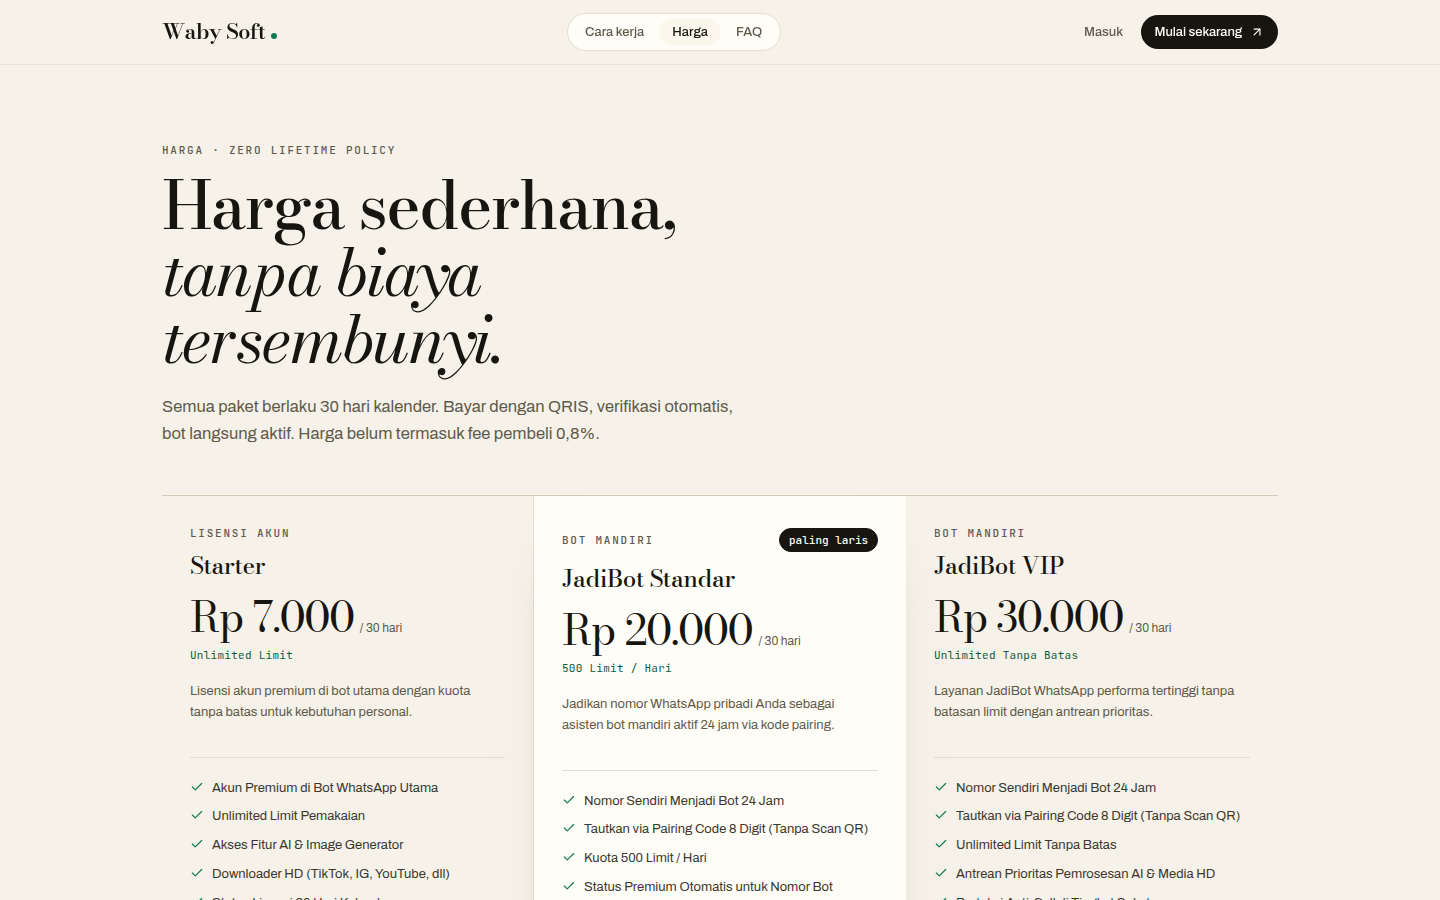 Waby Soft
Cara kerja
Harga
FAQ
Masuk
Mulai sekarang
HARGA · ZERO LIFETIME POLICY
Harga sederhana,
tanpa biaya
tersembunyi.
Semua paket berlaku 30 hari kalender. Bayar dengan QRIS, verifikasi otomatis,
bot langsung aktif. Harga belum termasuk fee pembeli 0,8%.
LISENSI AKUN
Starter
Rp 7.000 / 30 hari
Unlimited Limit
Lisensi akun premium di bot utama dengan kuota
tanpa batas untuk kebutuhan personal.
Akun Premium di Bot WhatsApp Utama
Unlimited Limit Pemakaian
Akses Fitur AI & Image Generator
Downloader HD (TikTok, IG, YouTube, dll)
BOT MANDIRI
paling laris
JadiBot Standar
Rp 20.000 / 30 hari
500 Limit / Hari
Jadikan nomor WhatsApp pribadi Anda sebagai
asisten bot mandiri aktif 24 jam via kode pairing.
Nomor Sendiri Menjadi Bot 24 Jam
Tautkan via Pairing Code 8 Digit (Tanpa Scan QR)
Kuota 500 Limit / Hari
Status Premium Otomatis untuk Nomor Bot
BOT MANDIRI
JadiBot VIP
Rp 30.000 / 30 hari
Unlimited Tanpa Batas
Layanan JadiBot WhatsApp performa tertinggi tanpa
batasan limit dengan antrean prioritas.
Nomor Sendiri Menjadi Bot 24 Jam
Tautkan via Pairing Code 8 Digit (Tanpa Scan QR)
Unlimited Limit Tanpa Batas
Antrean Prioritas Pemrosesan AI & Media HD